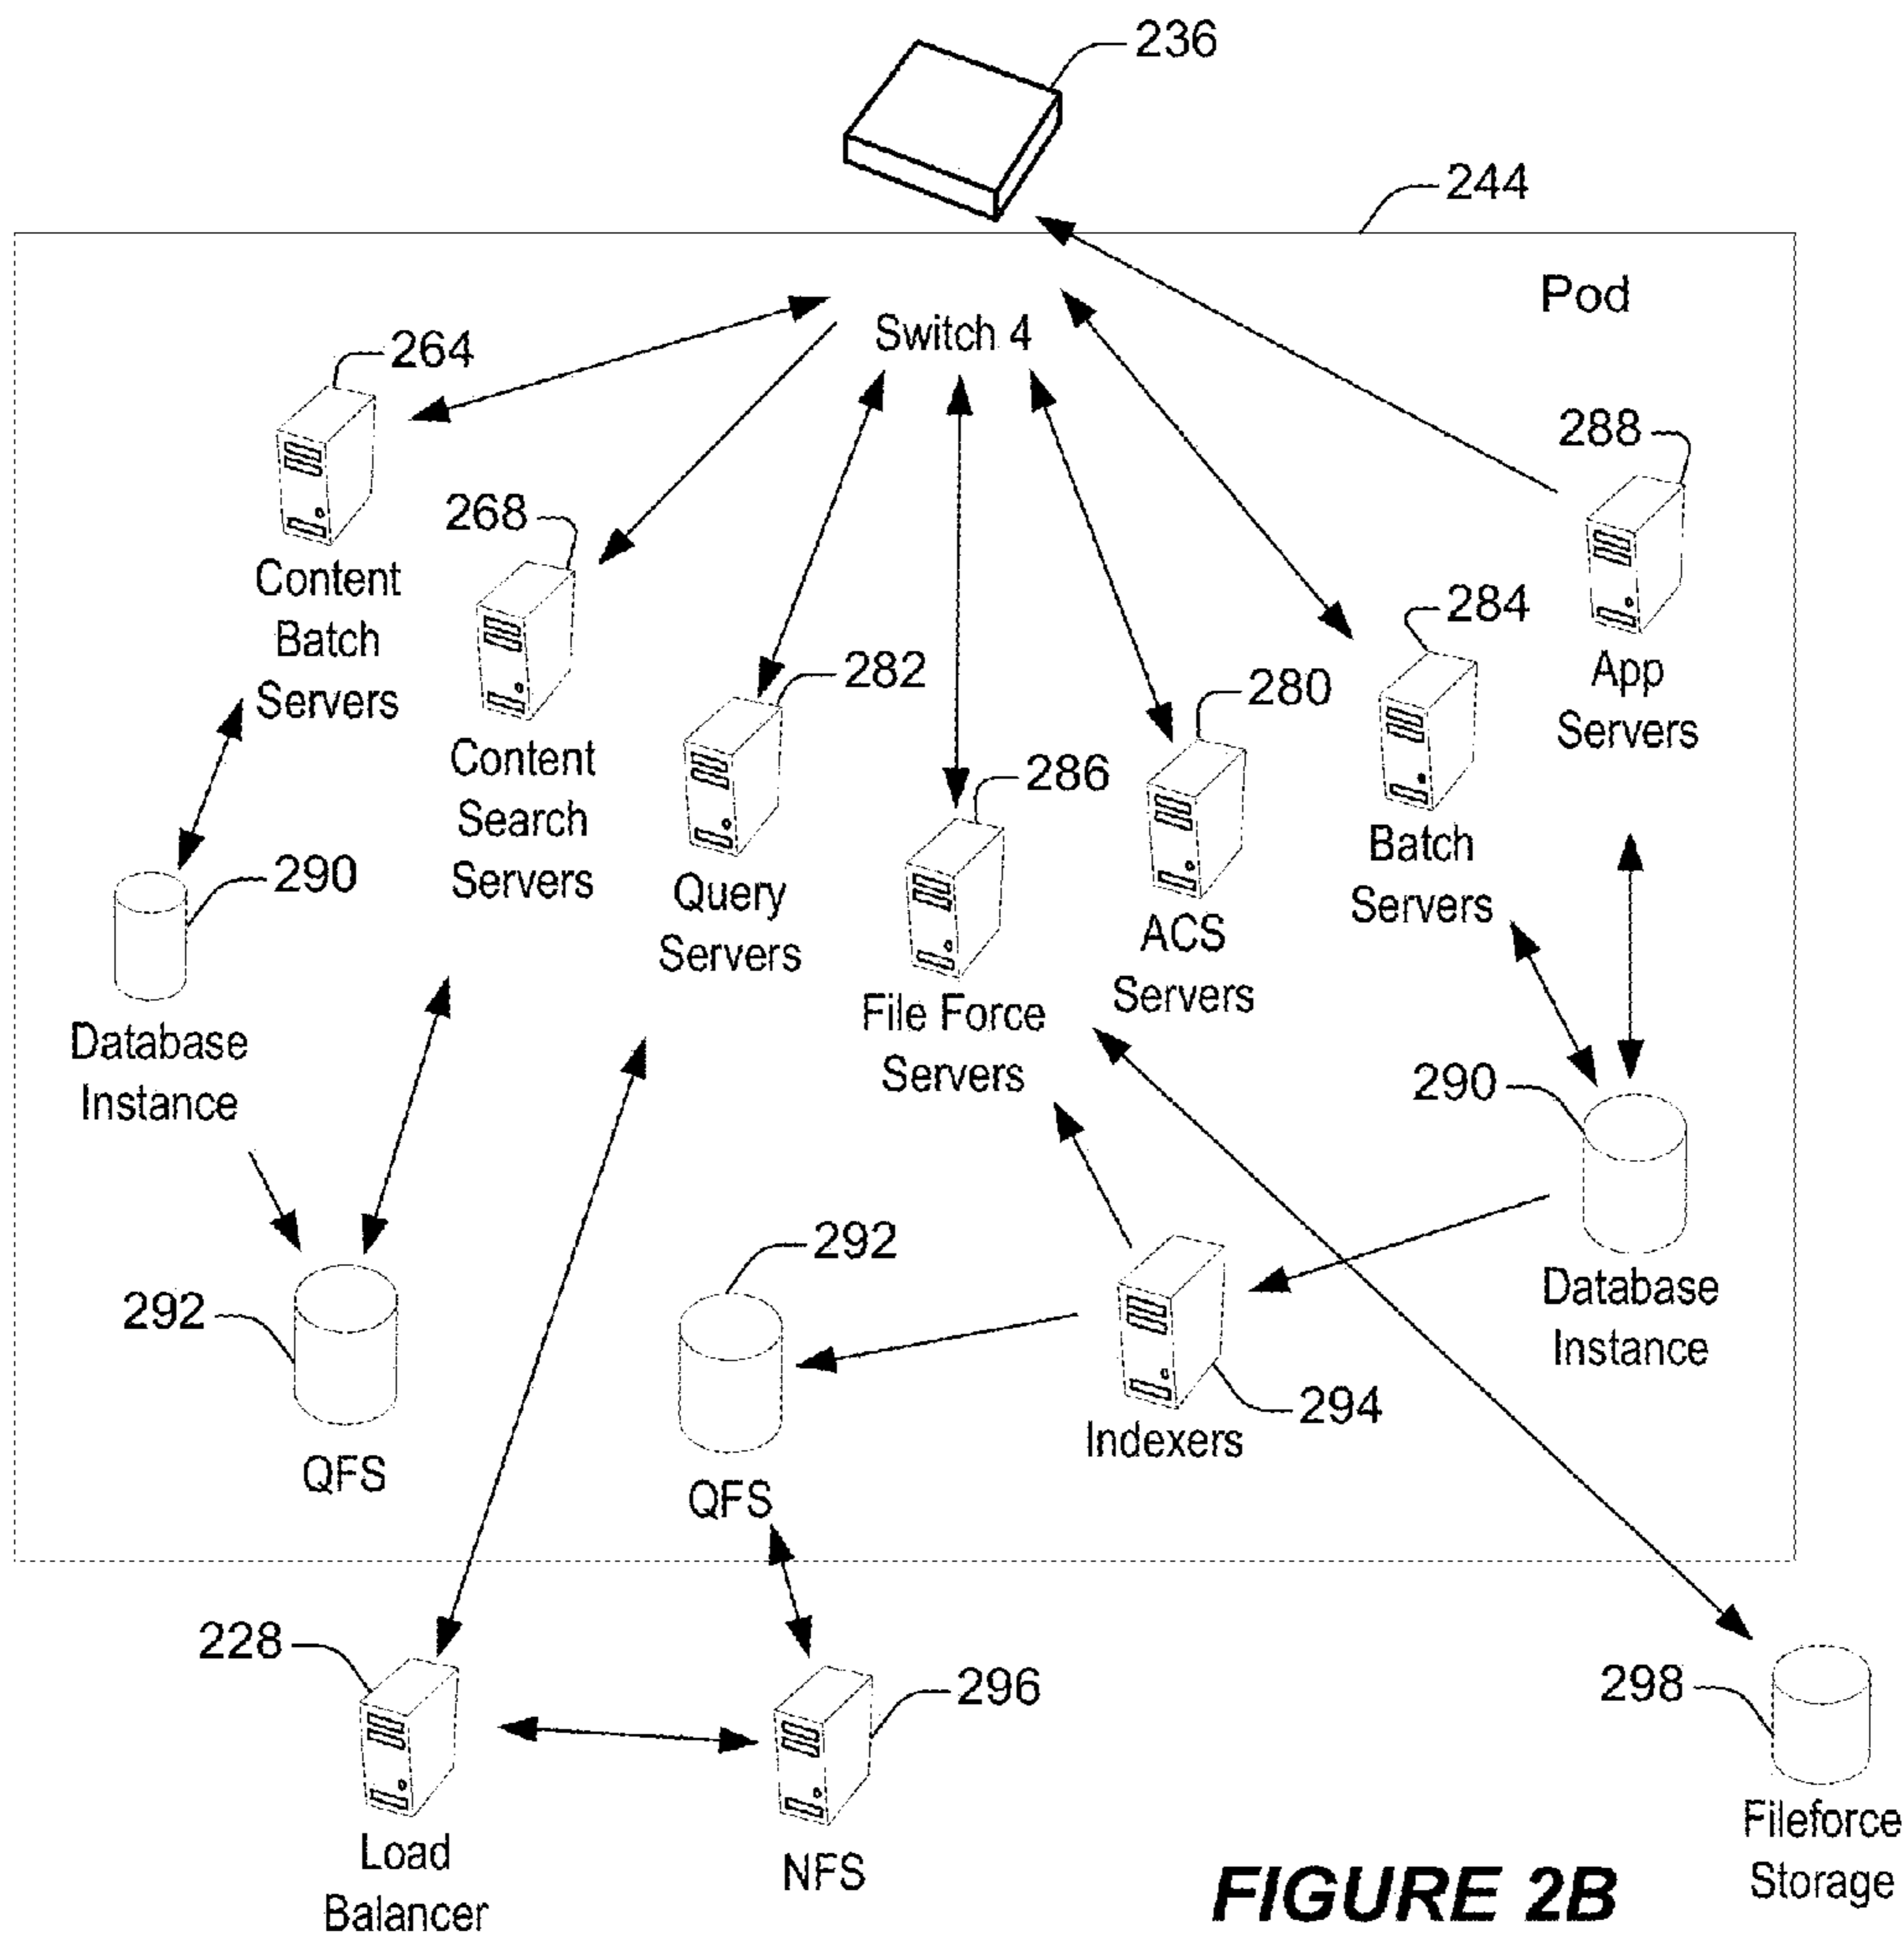 236
244
Pod
Switch 4
264
Content
Batch
Servers
268
Content
Search
Servers
282
Query
Servers
286
File Force
Servers
280
ACS
Servers
284
Batch
Servers
288
App
Servers
290
Database
Instance
290
Database
Instance
292
QFS
292
QFS
294
Indexers
228
Load
Balancer
296
NFS
298
Fileforce
Storage
FIGURE 2B